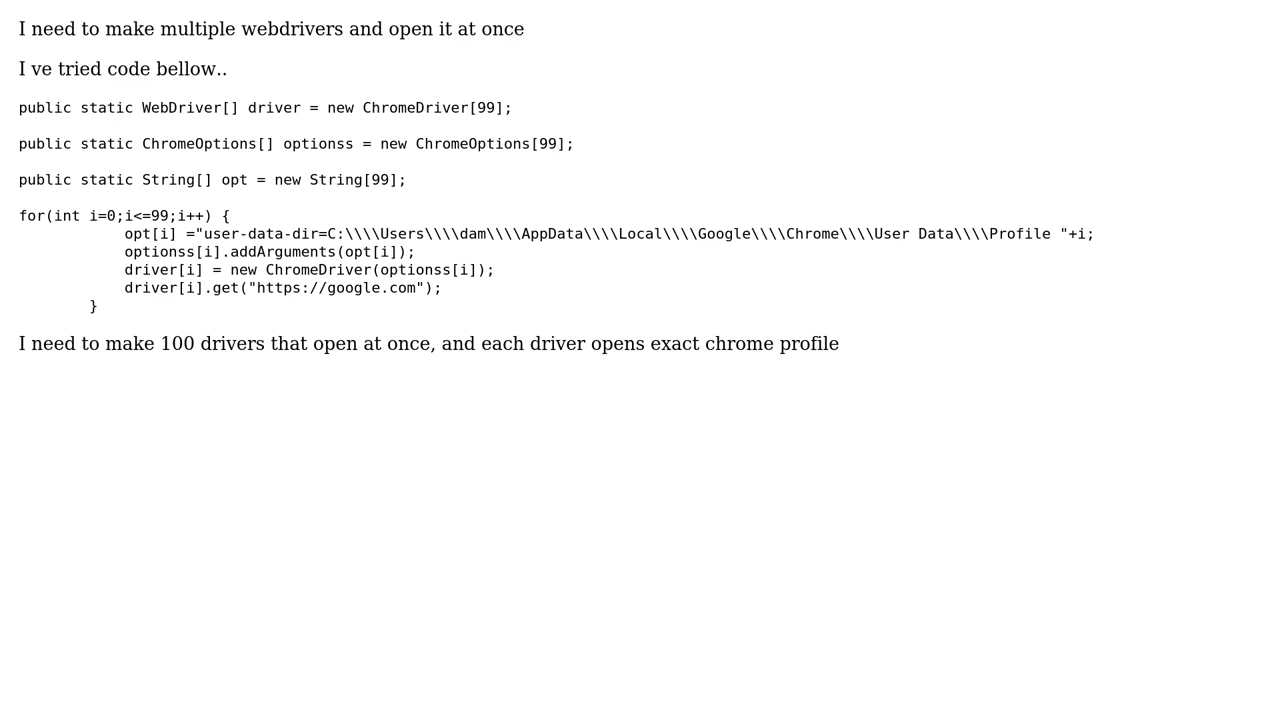 I need to make multiple webdrivers and open it at once
I ve tried code bellow..
public static WebDriver[] driver = new ChromeDriver[99];
public static ChromeOptions[] optionss = new ChromeOptions[99];
public static String[] opt = new String[99];
for(int i=0;i<=99;i++) {
            opt[i] ="user-data-dir=C:\\\\Users\\\\dam\\\\AppData\\\\Local\\\\Google\\\\Chrome\\\\User Data\\\\Profile "+i;
            optionss[i].addArguments(opt[i]);
            driver[i] = new ChromeDriver(optionss[i]);
            driver[i].get("https://google.com");
        }
I need to make 100 drivers that open at once, and each driver opens exact chrome profile